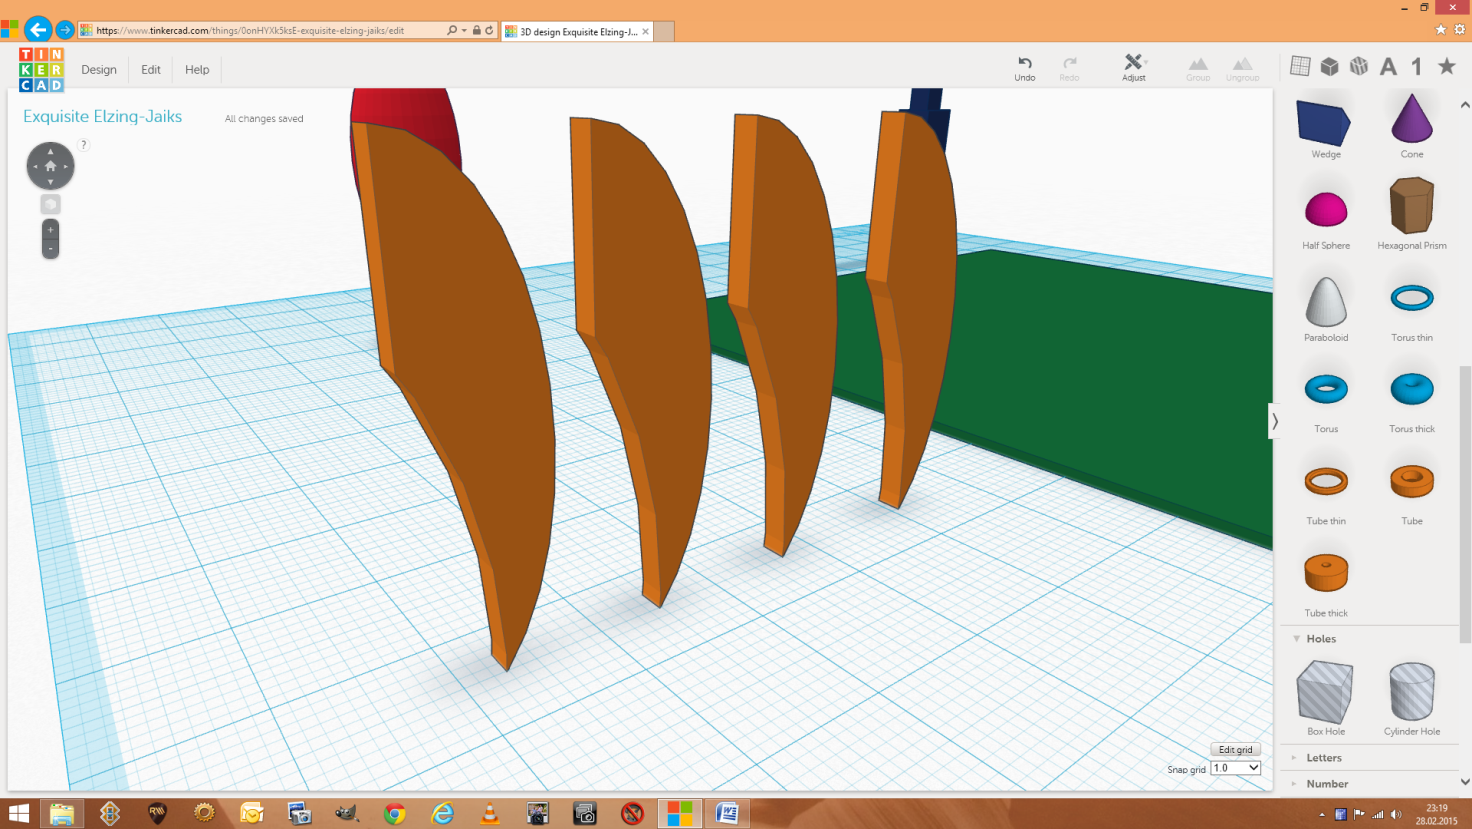 https://www.tinkercad.com/things/0onHYXk5ksE-exquisite-elzing-jaiks/edit
3D design Exquisite Elzing-J...
TIN
KER
CAD
Design Edit Help
Undo Redo Adjust Group Ungroup
A 1
Exquisite Elzing-Jaiks
All changes saved
?
+
-
Wedge Cone
Half Sphere Hexagonal Prism
Paraboloid Torus thin
Torus Torus thick
Tube thin Tube
Tube thick
Holes
Box Hole Cylinder Hole
Letters
Number
Edit grid
Snap grid 1.0
23:19
28.02.2015